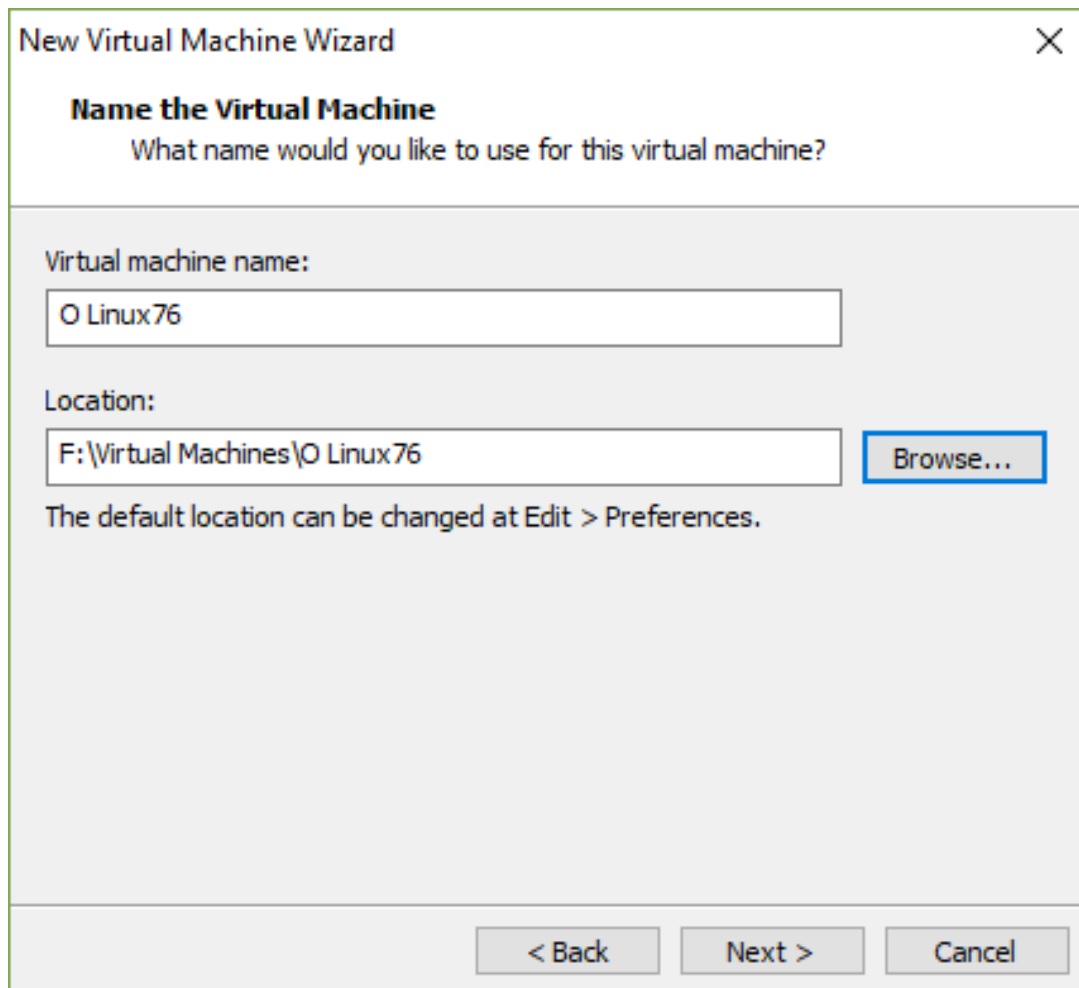 New Virtual Machine Wizard
Name the Virtual Machine
What name would you like to use for this virtual machine?
Virtual machine name:
O Linux76
Location:
F:\Virtual Machines\O Linux76
Browse...
The default location can be changed at Edit > Preferences.
< Back
Next >
Cancel